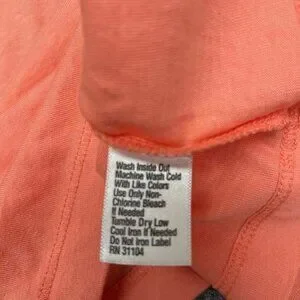 Wash Inside Out
Machine Wash Cold
With Like Colors
Use Only Non-
Chlorine Bleach
If Needed
Tumble Dry Low
Cool Iron If Needed
Do Not Iron Label
RN 31104